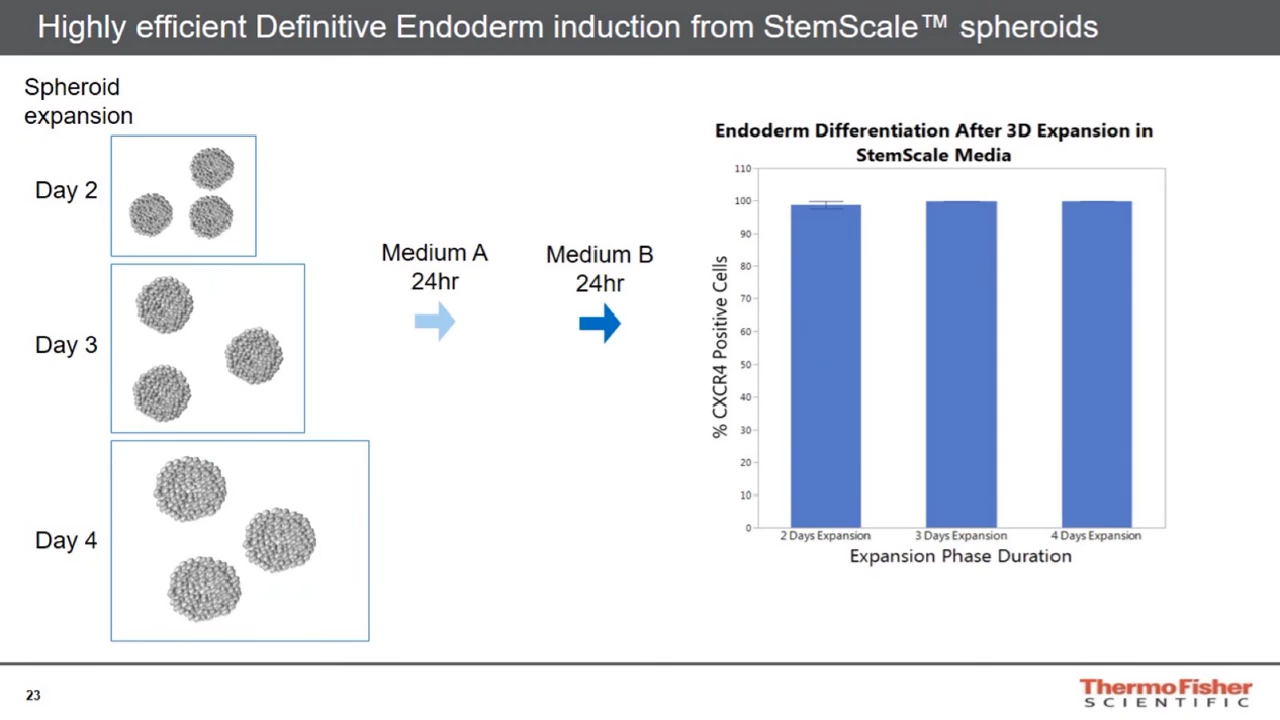 Highly efficient Definitive Endoderm induction from StemScale™ spheroids
Spheroid
expansion
Day 2
Day 3
Day 4
Medium A
24hr
Medium B
24hr
Endoderm Differentiation After 3D Expansion in
StemScale Media
110
100
90
80
70
60
50
40
30
20
10
0
% CXCR4 Positive Cells
2 Days Expansion
3 Days Expansion
4 Days Expansion
Expansion Phase Duration
23
ThermoFisher
SCIENTIFIC